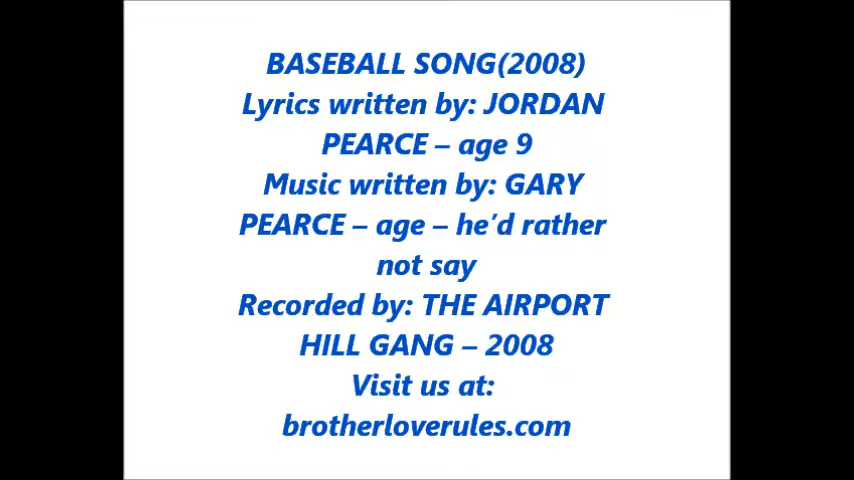 BASEBALL SONG(2008)
Lyrics written by: JORDAN
PEARCE – age 9
Music written by: GARY
PEARCE – age – he’d rather
not say
Recorded by: THE AIRPORT
HILL GANG – 2008
Visit us at:
brotherloverules.com